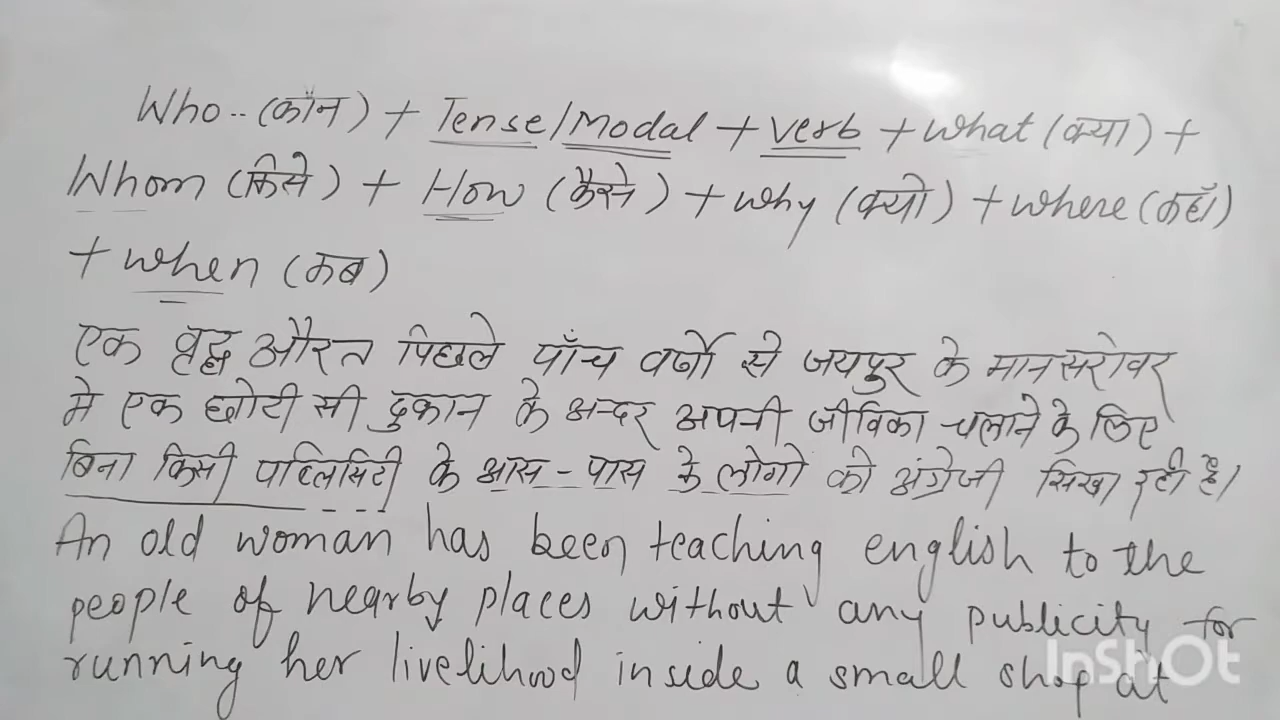 Who.. (कौन) + Tense/Modal + Verb + what (क्या) +
Whom (किसे) + How (कैसे) + why (क्यो) + where (कहाँ)
+ when (कब)
एक वृद्ध औरत पिछले पाँच वर्षो से जयपुर के मानसरोवर
मे एक छोटी सी दुकान के अन्दर अपनी जीविका चलाने के लिए
बिना किसी पब्लिसिटी के आस-पास के लोगो को अंग्रेजी सिखा रही है।
An old woman has been teaching english to the
people of nearby places without any publicity for
running her livelihood inside a small shop at
InShOt